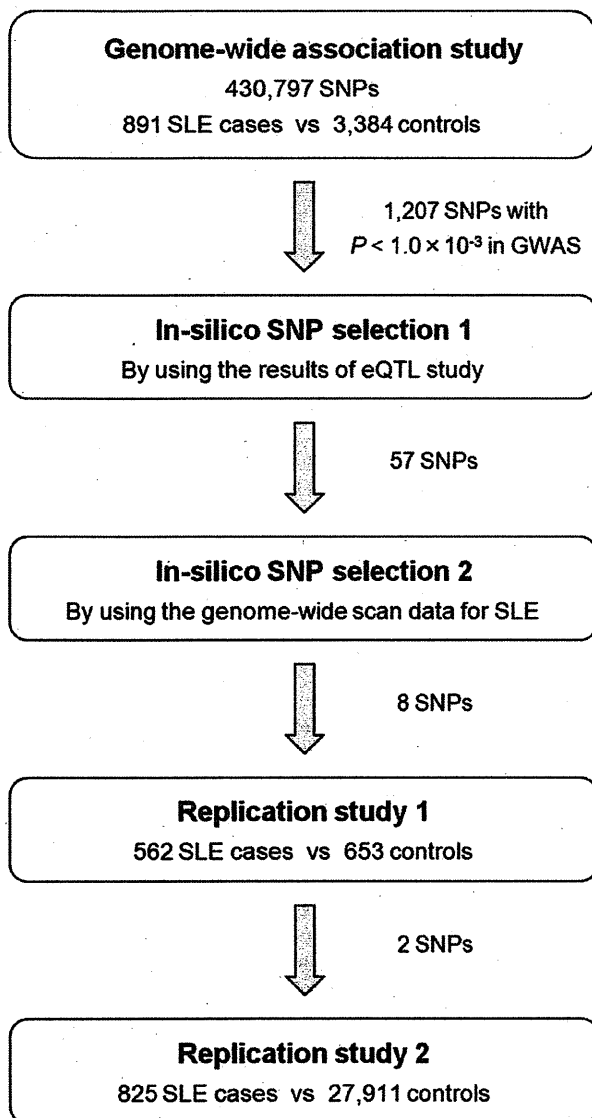 Genome-wide association study
430,797 SNPs
891 SLE cases vs 3,384 controls
1,207 SNPs with
P < 1.0 × 10⁻³ in GWAS
In-silico SNP selection 1
By using the results of eQTL study
57 SNPs
In-silico SNP selection 2
By using the genome-wide scan data for SLE
8 SNPs
Replication study 1
562 SLE cases vs 653 controls
2 SNPs
Replication study 2
825 SLE cases vs 27,911 controls